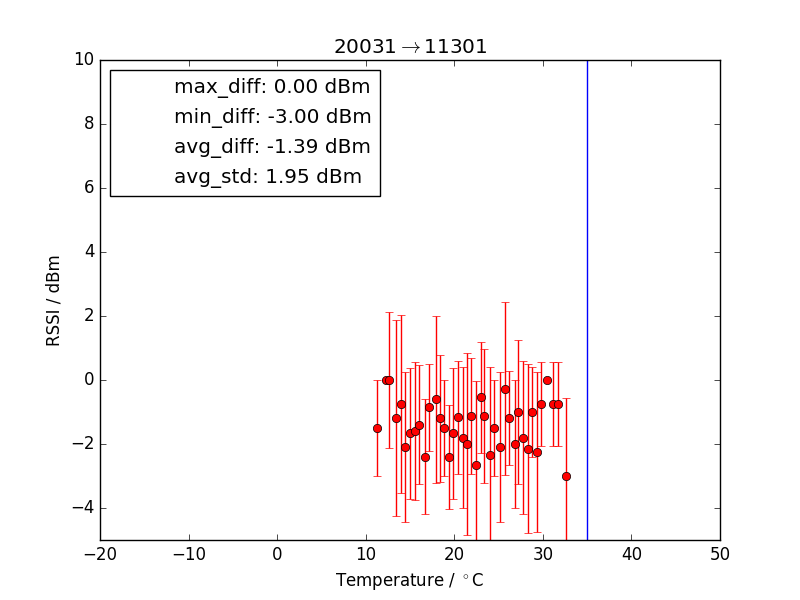 20031→11301
max_diff: 0.00 dBm
min_diff: -3.00 dBm
avg_diff: -1.39 dBm
avg_std: 1.95 dBm
10
8
6
4
2
0
−2
−4
RSSI / dBm
−20 −10 0 10 20 30 40 50
Temperature / °C